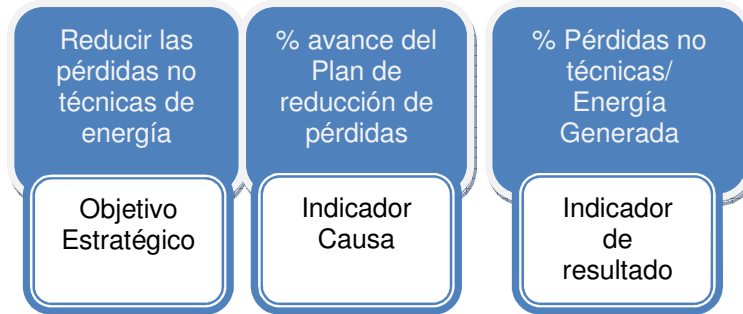 Reducir las
pérdidas no
técnicas de
energía
Objetivo
Estratégico
% avance del
Plan de
reducción de
pérdidas
Indicador
Causa
% Pérdidas no
técnicas/
Energía
Generada
Indicador
de
resultado